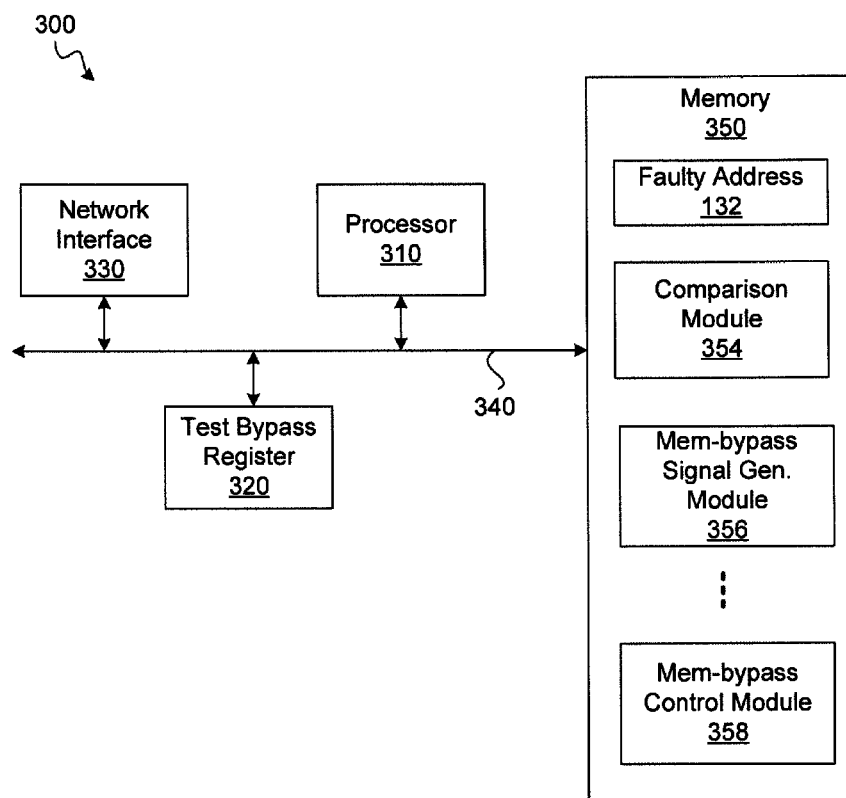 300
Memory
350
Faulty Address
132
Network
Interface
330
Processor
310
Comparison
Module
354
340
Test Bypass
Register
320
Mem-bypass
Signal Gen.
Module
356
Mem-bypass
Control Module
358